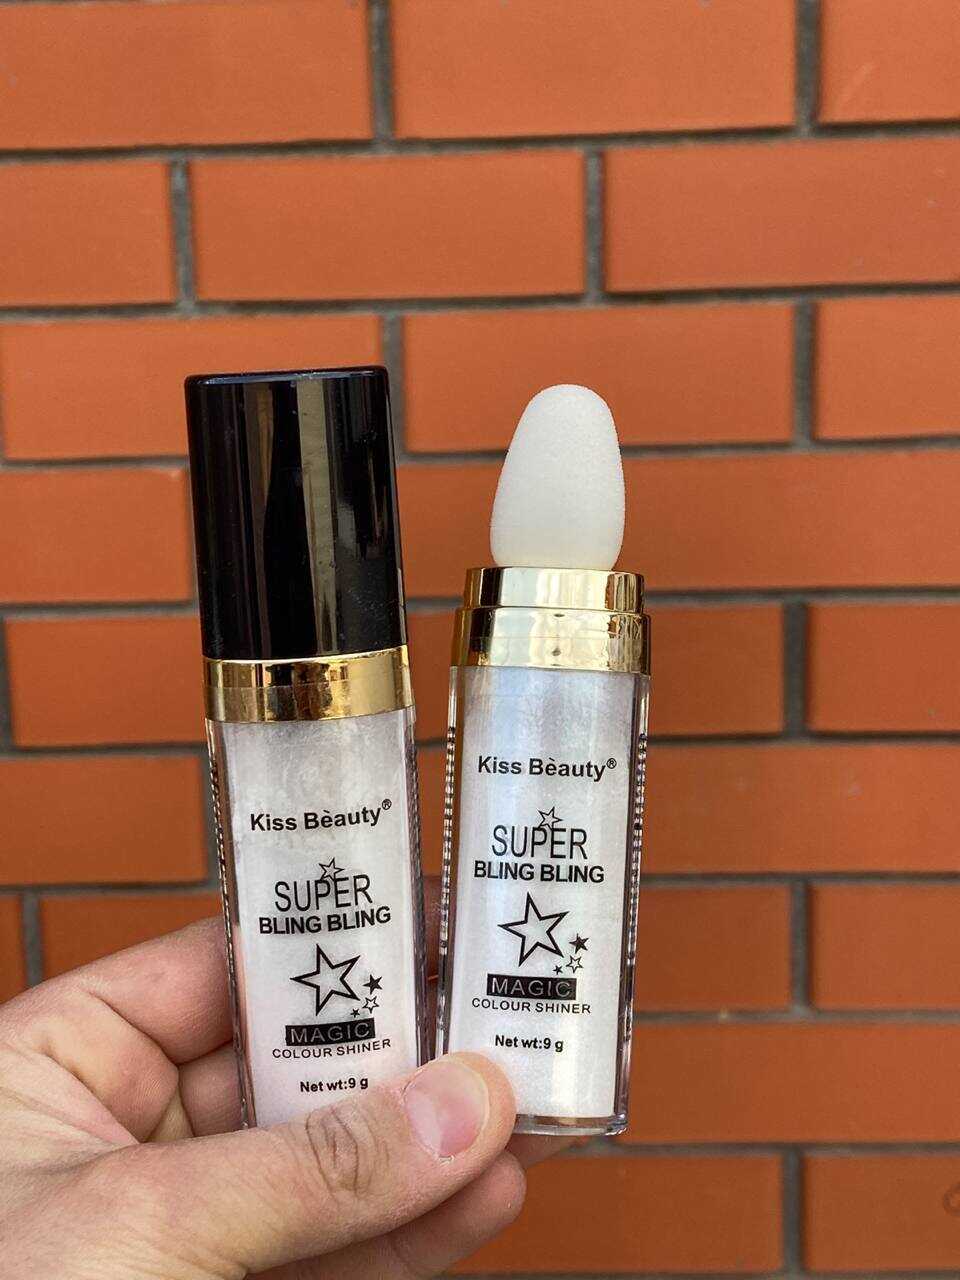 Kiss Bèauty®
SUPER
BLING BLING
MAGIC
COLOUR SHINER
Net wt:9 g
Kiss Bèauty®
SUPER
BLING BLING
MAGIC
COLOUR SHINER
Net wt:9 g